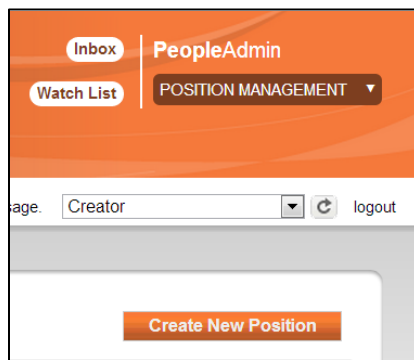 Inbox
PeopleAdmin
Watch List
POSITION MANAGEMENT
sage.
Creator
logout
Create New Position